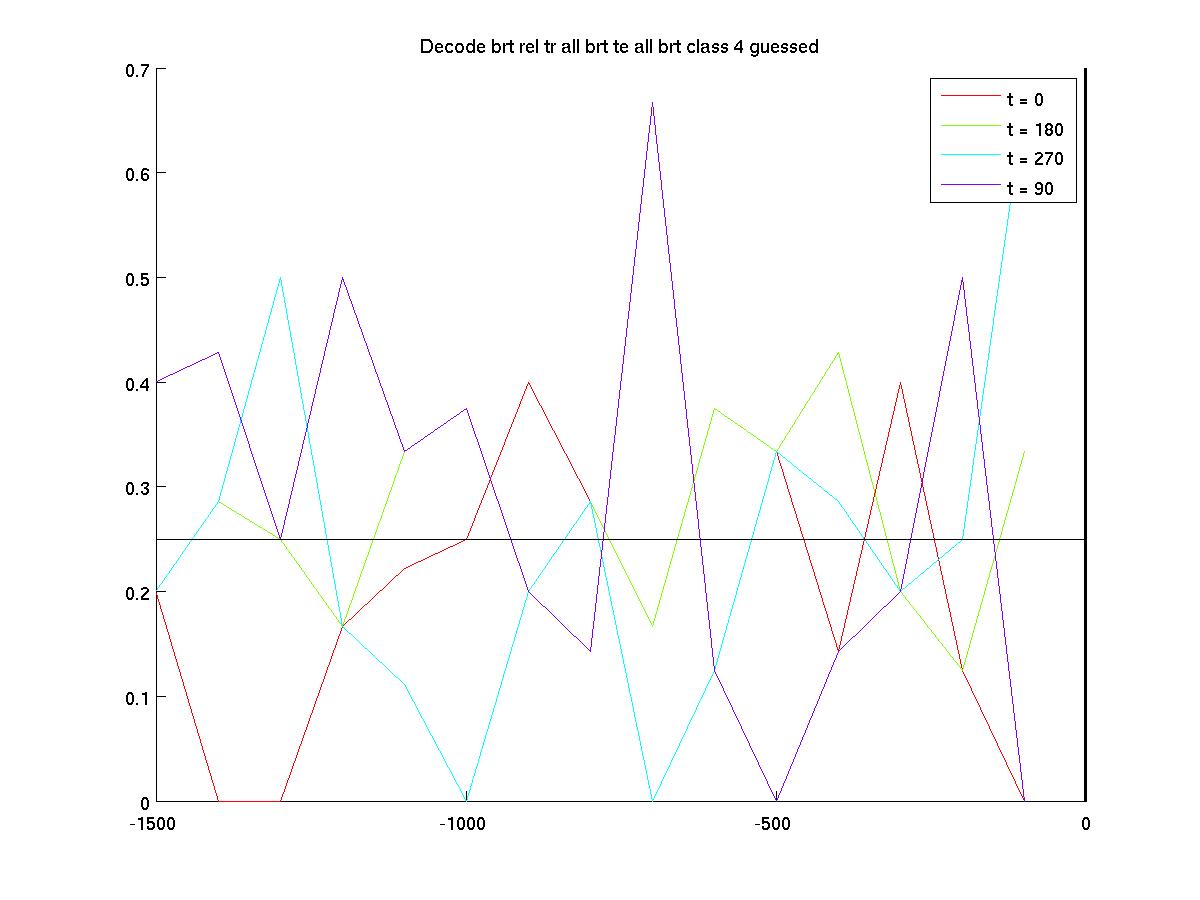 Decode brt rel tr all brt te all brt class 4 guessed
0.7
0.6
0.5
0.4
0.3
0.2
0.1
0
-1500
-1000
-500
0
t = 0
t = 180
t = 270
t = 90